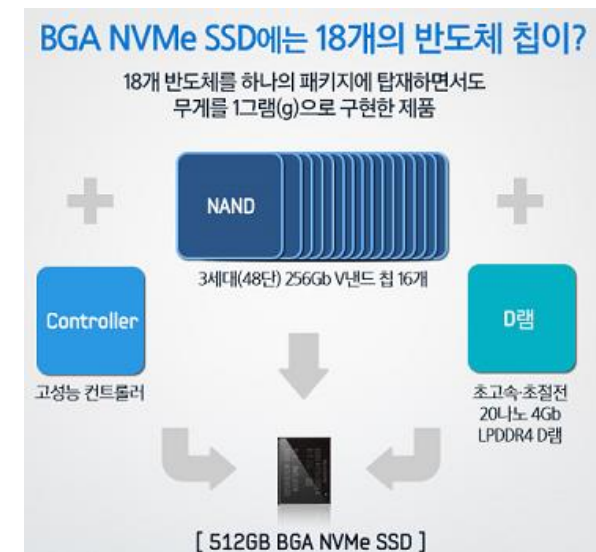 BGA NVMe SSD에는 18개의 반도체 칩이?
18개 반도체를 하나의 패키지에 탑재하면서도
무게를 1그램(g)으로 구현한 제품
NAND
3세대(48단) 256Gb V낸드 칩 16개
Controller
고성능 컨트롤러
D램
초고속·초절전
20나노 4Gb
LPDDR4 D램
[ 512GB BGA NVMe SSD ]